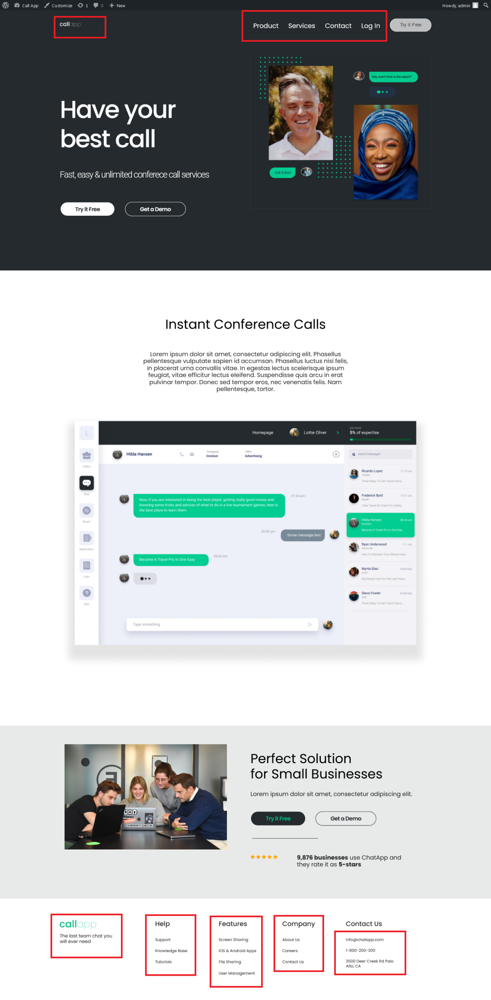 Call App Customize 1 0 New Howdy, admin
callapp
Product Services Contact Log In Try it Free
Hey, man! How is the report?
Have your
best call
Got it bro!
Fast, easy & unlimited conferece call services
Try it Free Get a Demo
Instant Conference Calls
Lorem ipsum dolor sit amet, consectetur adipiscing elit. Phasellus
pellentesque vulputate sapien id accumsan. Phasellus luctus nisi felis,
in placerat urna convallis vitae. In egestas lectus scelerisque ipsum
feugiat, vitae efficitur lectus eleifend. Suspendisse quis arcu in erat
pulvinar tempor. Donec sed tempor eros, nec venenatis felis. Nam
pellentesque, tortor.
L
Offers
Chat
Board
Application
Lists
FAQ
Homepage Lottie Oliver
you have
5% of expertise
Hilda Hansen
Company
Invision
Offer
Advertising
search messages
Now, if you are interested in being the best player, getting really good money and
knowing some tricks and advices of what to do in a live tournament games, here is
the best place to learn them.
07:44 am
08:43 am
Some message text
Become A Travel Pro In One Easy
08:43 am
Type something
Ricardo Lopez 11:23 am
Adobe
Three Ways To Get Travel Disco...
Frederick Byrd 10:11 am
Apple
Train Travel On Track For Safety
Hilda Hansen 08:43 am
Invision
Become A Travel Pro In One Eas..
Ryan Underwood 7:11 am
Avocode
How To Maintain Your Mental Heal..
Myrtie Diaz Yesterday
Audi
Get Ready Fast For Fall Leaf View...
Steve Fowler Yesterday
Dell
Three Ways To Get Travel Disco...
CHERRYDECK
Perfect Solution
for Small Businesses
Lorem ipsum dolor sit amet, consectetur adipiscing elit.
Try it Free Get a Demo
9,876 businesses use ChatApp and
they rate it as 5-stars
callapp
The last team chat you
will ever need
Help
Support
Knowledge Base
Tutorials
Features
Screen Sharing
iOS & Android Apps
File Sharing
User Management
Company
About Us
Careers
Contact Us
Contact Us
info@chatapp.com
1-800-200-300
3500 Deer Creek Rd Palo
Alto, CA